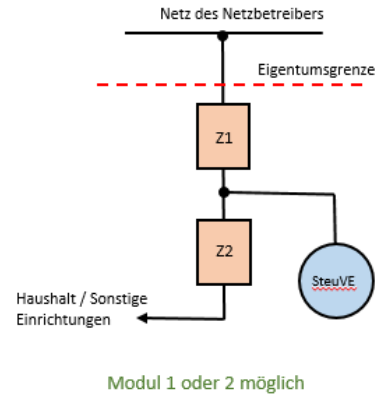 Netz des Netzbetreibers
Eigentumsgrenze
Z1
Z2
SteuVE
Haushalt / Sonstige
Einrichtungen
Modul 1 oder 2 möglich